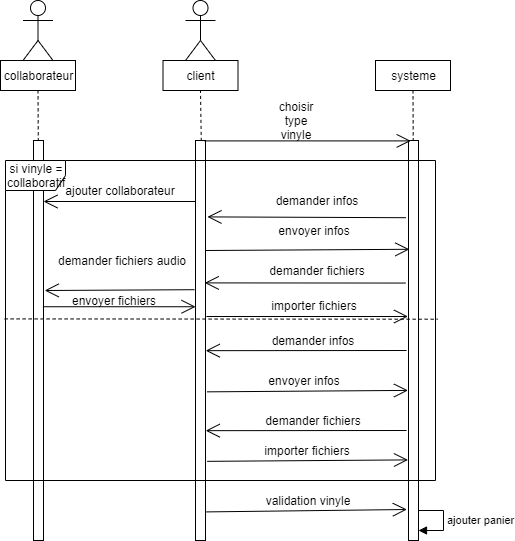 collaborateur
client
systeme
choisir
type
vinyle
si vinyle =
collaboratif
ajouter collaborateur
demander infos
envoyer infos
demander fichiers audio
demander fichiers
envoyer fichiers
importer fichiers
demander infos
envoyer infos
demander fichiers
importer fichiers
validation vinyle
ajouter panier